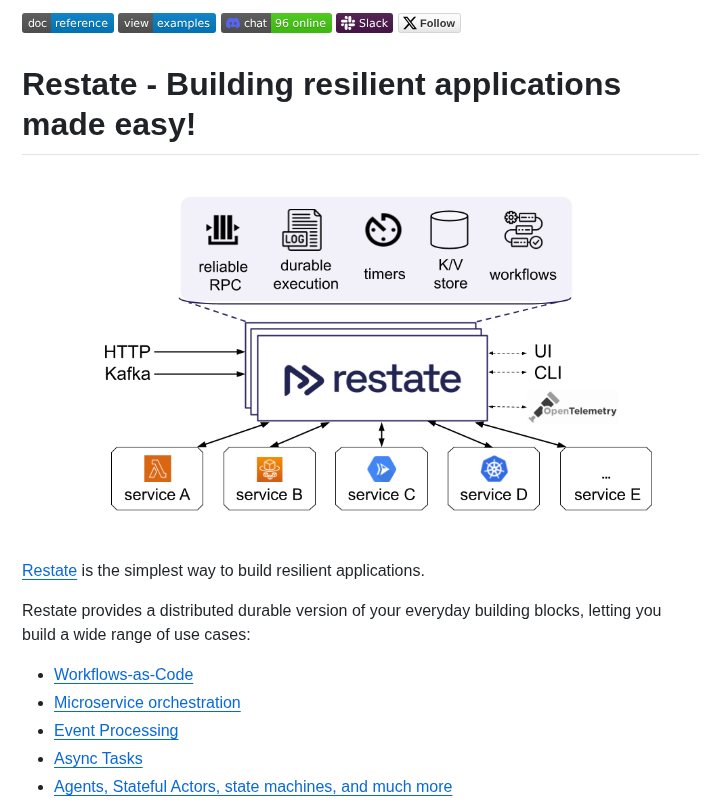 doc reference view examples chat 96 online Slack Follow
Restate - Building resilient applications
made easy!
reliable
RPC
LOG
durable
execution
timers
K/V
store
workflows
HTTP
Kafka
restate
UI
CLI
OpenTelemetry
service A
service B
service C
service D
...
service E
Restate is the simplest way to build resilient applications.
Restate provides a distributed durable version of your everyday building blocks, letting you
build a wide range of use cases:
Workflows-as-Code
Microservice orchestration
Event Processing
Async Tasks
Agents, Stateful Actors, state machines, and much more